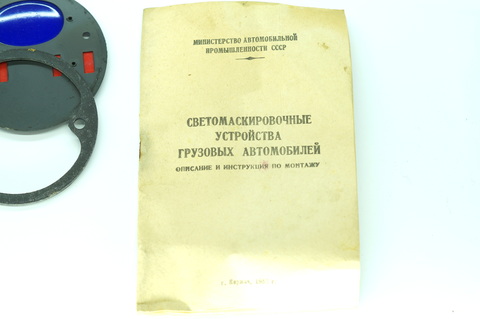 МИНИСТЕРСТВО АВТОМОБИЛЬНОЙ
ПРОМЫШЛЕННОСТИ СССР
СВЕТОМАСКИРОВОЧНЫЕ
УСТРОЙСТВА
ГРУЗОВЫХ АВТОМОБИЛЕЙ
ОПИСАНИЕ И ИНСТРУКЦИЯ ПО МОНТАЖУ